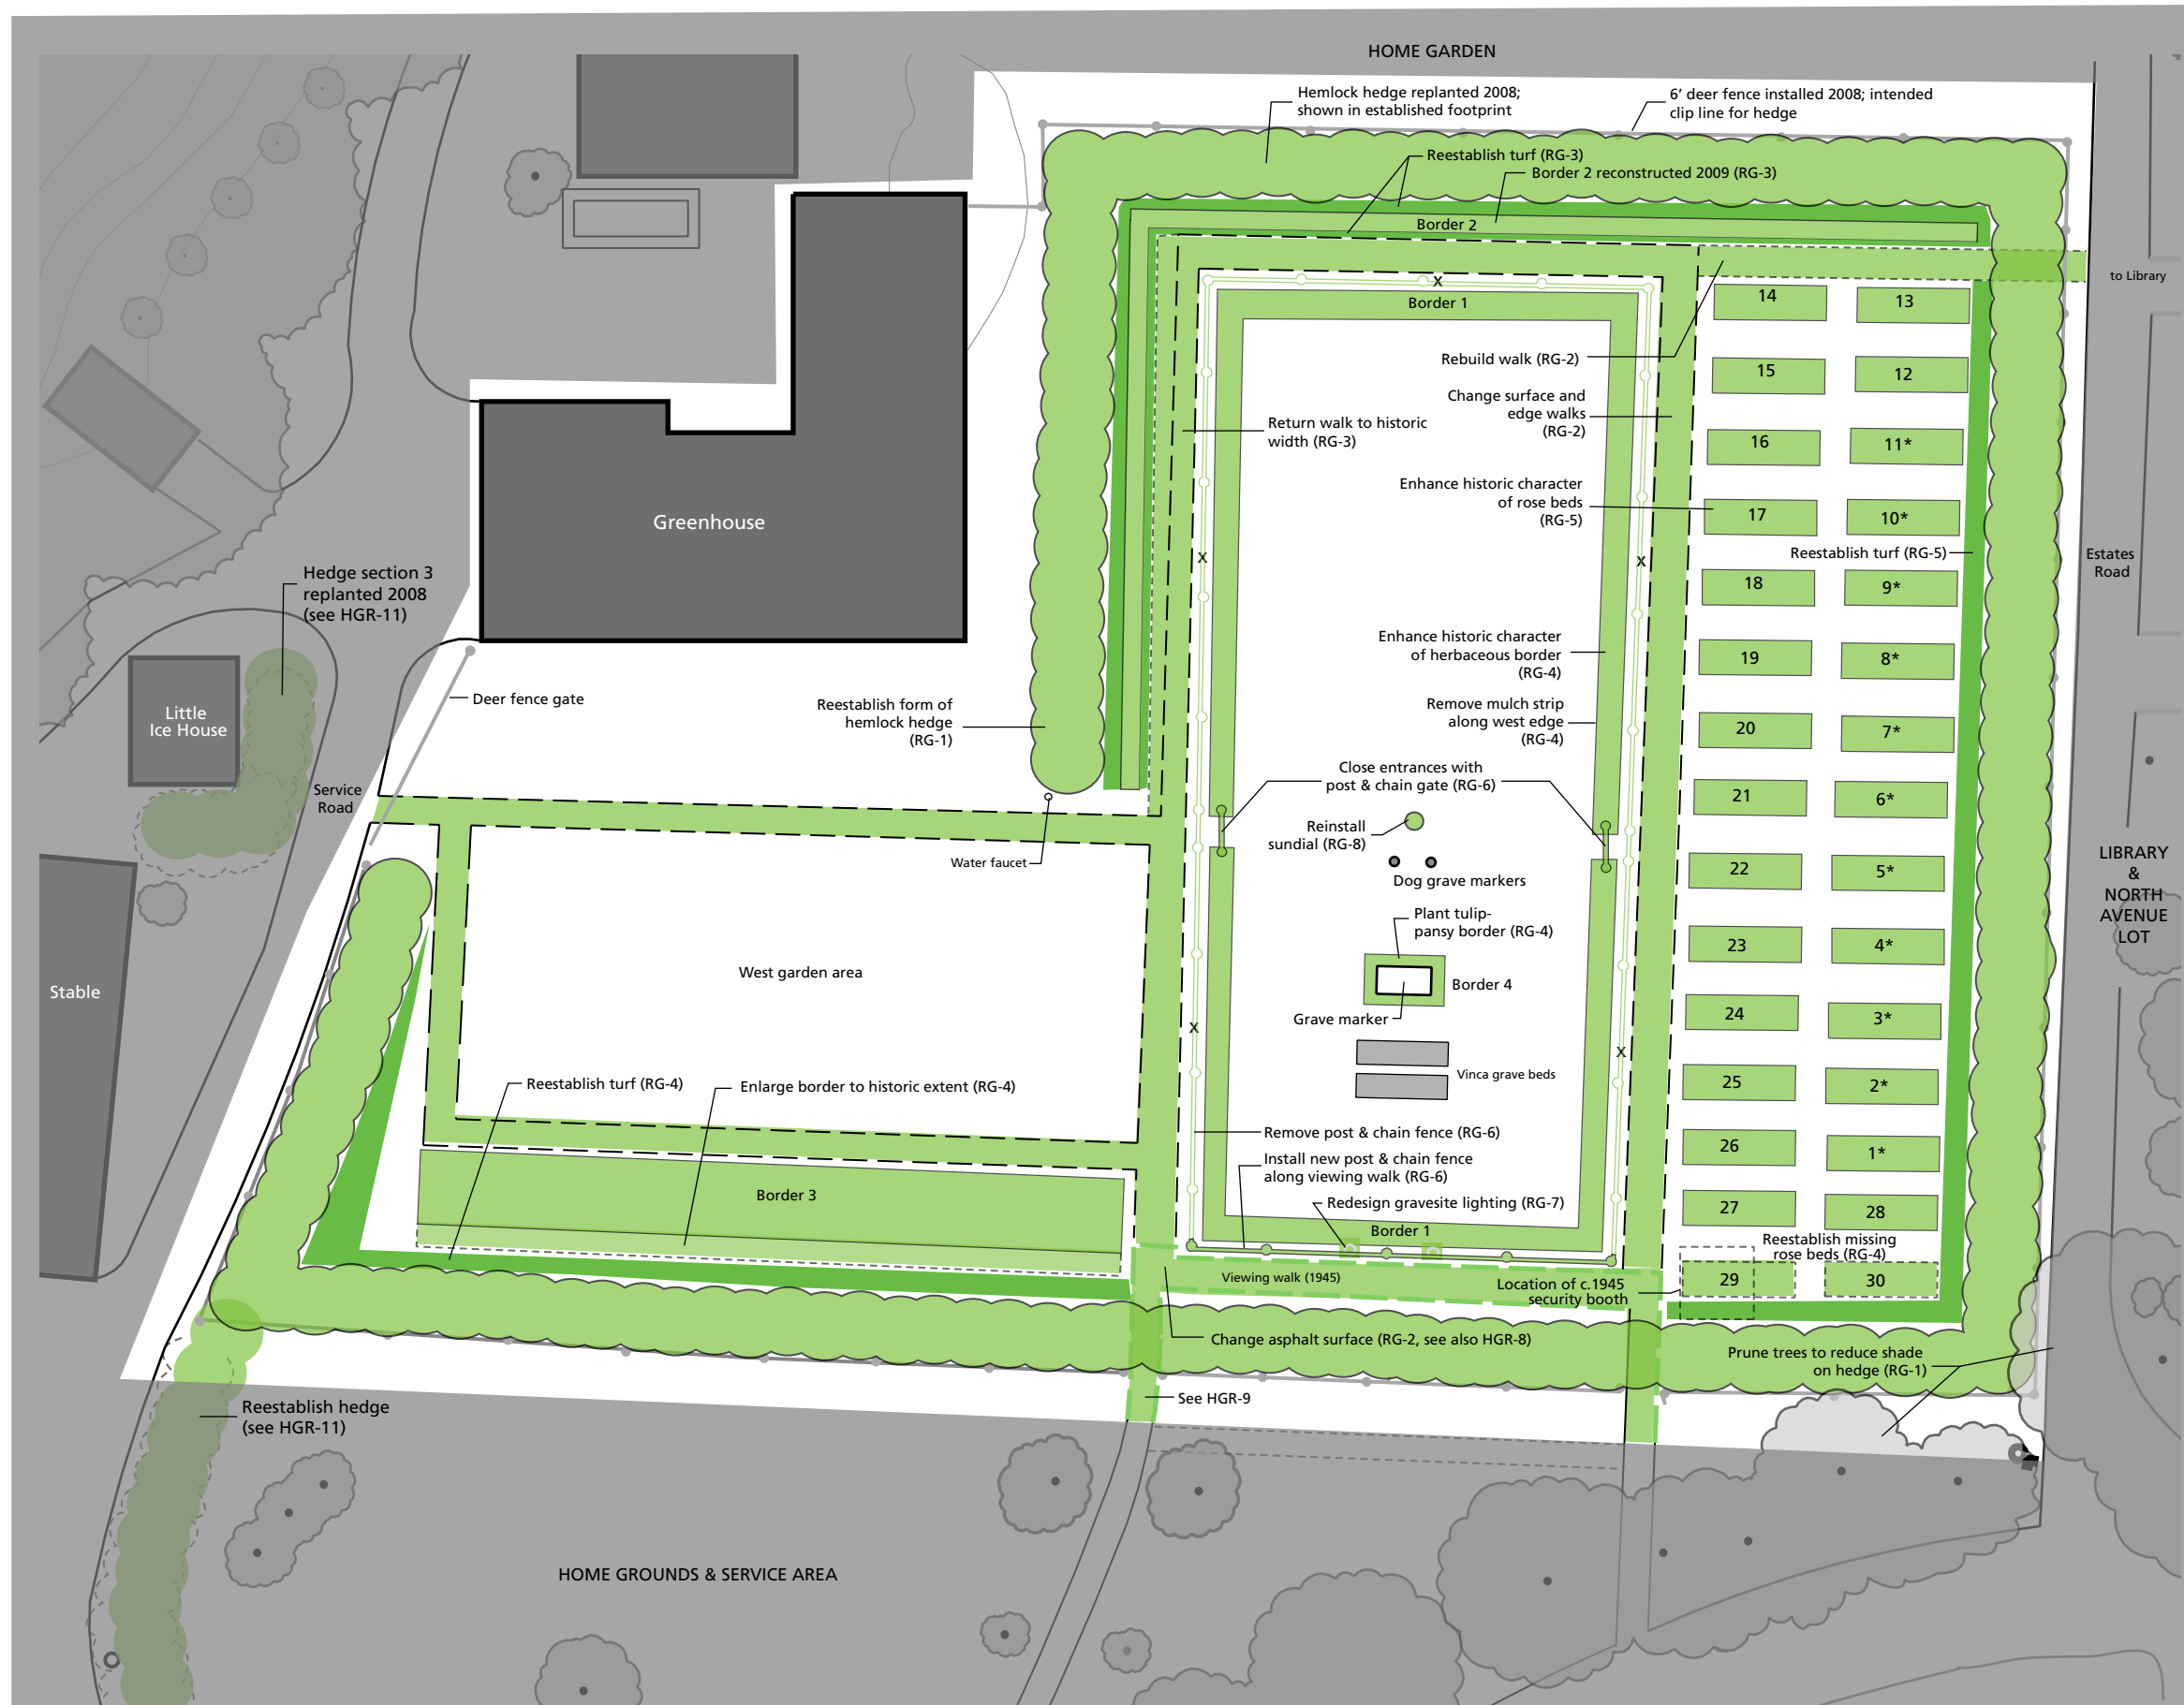 HOME GARDEN
Hemlock hedge replanted 2008;
shown in established footprint
6’ deer fence installed 2008; intended
clip line for hedge
Reestablish turf (RG-3)
Border 2 reconstructed 2009 (RG-3)
Border 2
to Library
Border 1
14
13
Rebuild walk (RG-2)
15
12
Change surface and
edge walks
(RG-2)
Return walk to historic
width (RG-3)
16
11*
X
Enhance historic character
of rose beds
(RG-5)
17
10*
Greenhouse
Reestablish turf (RG-5)
Estates
Road
X
X
Hedge section 3
replanted 2008
(see HGR-11)
18
9*
Enhance historic character
of herbaceous border
(RG-4)
19
8*
Deer fence gate
Little
Ice House
Reestablish form of
hemlock hedge
(RG-1)
Remove mulch strip
along west edge
(RG-4)
20
7*
Close entrances with
post & chain gate (RG-6)
Service
Road
21
6*
Reinstall
sundial (RG-8)
Water faucet
Dog grave markers
22
5*
LIBRARY
&
NORTH
AVENUE
LOT
Plant tulip-
pansy border (RG-4)
23
4*
West garden area
Stable
Border 4
Grave marker
24
3*
X
X
Vinca grave beds
Reestablish turf (RG-4)
Enlarge border to historic extent (RG-4)
25
2*
Remove post & chain fence (RG-6)
26
1*
Install new post & chain fence
along viewing walk (RG-6)
Border 3
Redesign gravesite lighting (RG-7)
27
28
Border 1
Reestablish missing
rose beds (RG-4)
Viewing walk (1945)
Location of c.1945
security booth
29
30
Change asphalt surface (RG-2, see also HGR-8)
Prune trees to reduce shade
on hedge (RG-1)
See HGR-9
Reestablish hedge
(see HGR-11)
HOME GROUNDS & SERVICE AREA